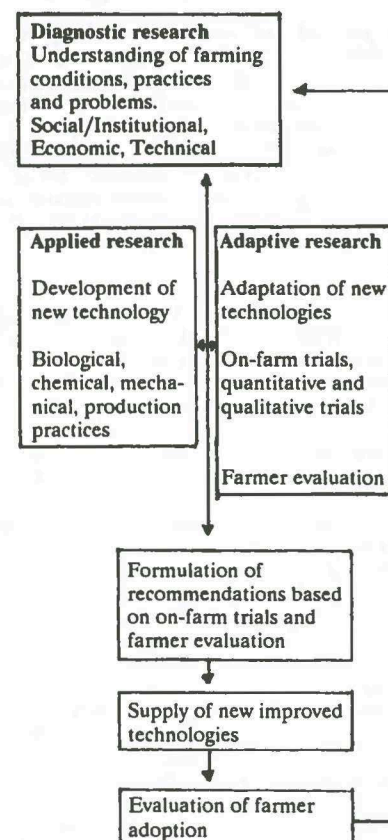 Diagnostic research
Understanding of farming
conditions, practices
and problems.
Social/Institutional,
Economic, Technical
Applied research
Development of
new technology
Biological,
chemical, mecha-
nical, production
practices
Adaptive research
Adaptation of new
technologies
On-farm trials,
quantitative and
qualitative trials
Farmer evaluation
Formulation of
recommendations based
on on-farm trials and
farmer evaluation
Supply of new improved
technologies
Evaluation of farmer
adoption